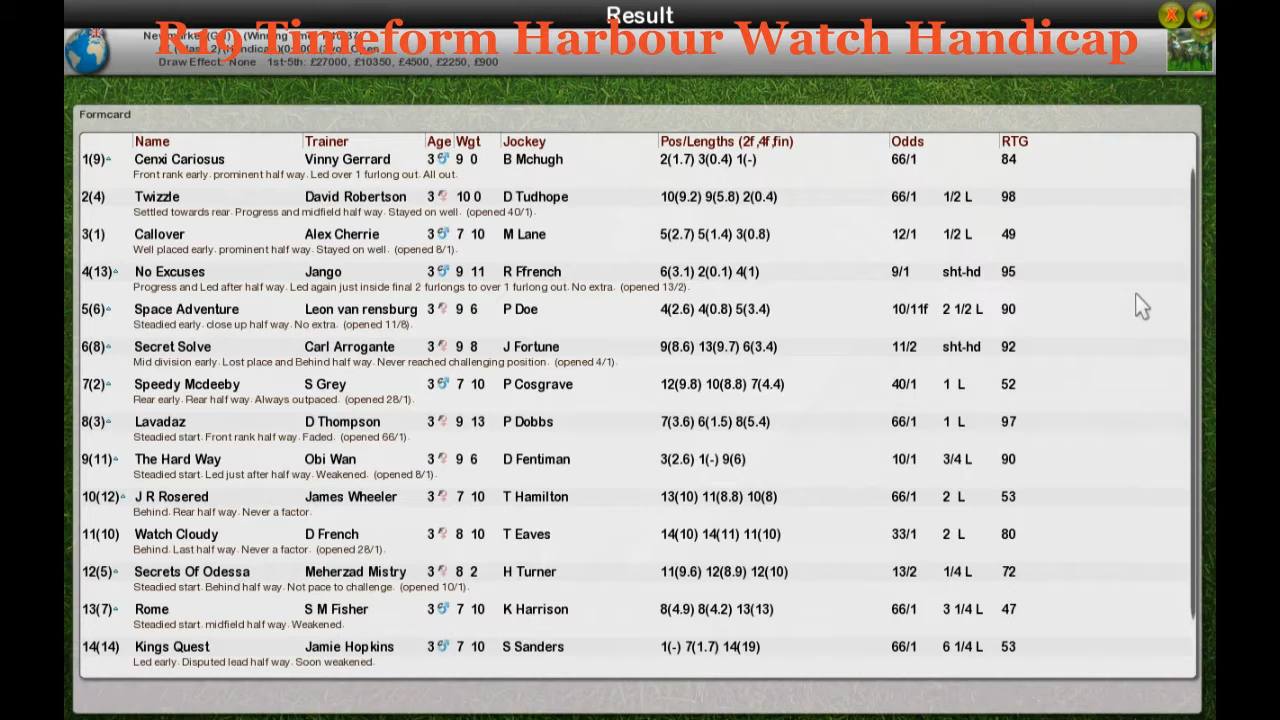 Result
R19 Timeform Harbour Watch Handicap
Draw Effect: None 1st-5th: £27000, £10350, £4500, £2250, £900
Formcard
Name Trainer Age Wgt Jockey Pos/Lengths (2f,4f,fin) Odds RTG
1(9) Cenxi Cariosus Vinny Gerrard 3 9 0 B Mchugh 2(1.7) 3(0.4) 1(-) 66/1 84
Front rank early. prominent half way. Led over 1 furlong out. All out.
2(4) Twizzle David Robertson 3 10 0 D Tudhope 10(9.2) 9(5.8) 2(0.4) 66/1 1/2 L 98
Settled towards rear. Progress and midfield half way. Stayed on well. (opened 40/1).
3(1) Callover Alex Cherrie 3 7 10 M Lane 5(2.7) 5(1.4) 3(0.8) 12/1 1/2 L 49
Well placed early. prominent half way. Stayed on well. (opened 8/1).
4(13) No Excuses Jango 3 9 11 R Ffrench 6(3.1) 2(0.1) 4(1) 9/1 sht-hd 95
Progress and Led after half way. Led again just inside final 2 furlongs to over 1 furlong out. No extra. (opened 13/2).
5(6) Space Adventure Leon van rensburg 3 9 6 P Doe 4(2.6) 4(0.8) 5(3.4) 10/11f 2 1/2 L 90
Steadied early. close up half way. No extra. (opened 11/8).
6(8) Secret Solve Carl Arrogante 3 9 8 J Fortune 9(8.6) 13(9.7) 6(3.4) 11/2 sht-hd 92
Mid division early. Lost place and Behind half way. Never reached challenging position. (opened 4/1).
7(2) Speedy Mcdeeby S Grey 3 7 10 P Cosgrave 12(9.8) 10(8.8) 7(4.4) 40/1 1 L 52
Rear early. Rear half way. Always outpaced. (opened 28/1).
8(3) Lavadaz D Thompson 3 9 13 P Dobbs 7(3.6) 6(1.5) 8(5.4) 66/1 1 L 97
Steadied start. Front rank half way. Faded. (opened 66/1).
9(11) The Hard Way Obi Wan 3 9 6 D Fentiman 3(2.6) 1(-) 9(6) 10/1 3/4 L 90
Steadied start. Led just after half way. Weakened. (opened 8/1).
10(12) J R Rosered James Wheeler 3 7 10 T Hamilton 13(10) 11(8.8) 10(8) 66/1 2 L 53
Behind. Rear half way. Never a factor.
11(10) Watch Cloudy D French 3 8 10 T Eaves 14(10) 14(11) 11(10) 33/1 2 L 80
Behind. Last half way. Never a factor. (opened 28/1).
12(5) Secrets Of Odessa Meherzad Mistry 3 8 2 H Turner 11(9.6) 12(8.9) 12(10) 13/2 1/4 L 72
Steadied start. Behind half way. Not pace to challenge. (opened 10/1).
13(7) Rome S M Fisher 3 7 10 K Harrison 8(4.9) 8(4.2) 13(13) 66/1 3 1/4 L 47
Steadied start. midfield half way. Weakened.
14(14) Kings Quest Jamie Hopkins 3 7 10 S Sanders 1(-) 7(1.7) 14(19) 66/1 6 1/4 L 53
Led early. Disputed lead half way. Soon weakened.